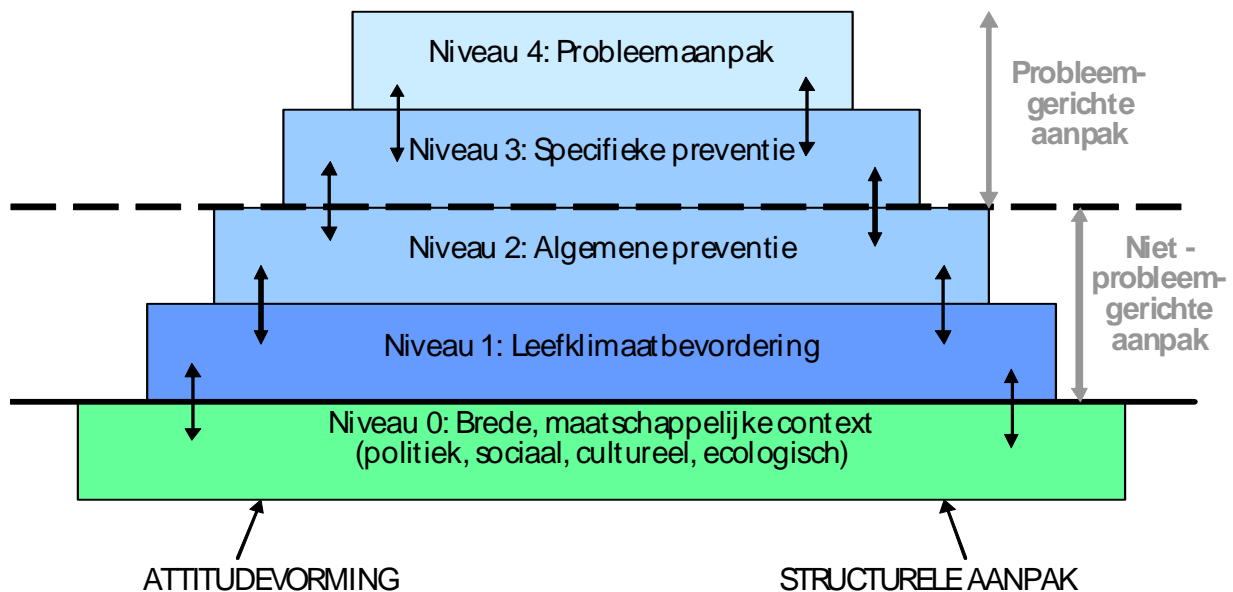 Niveau 4: Probleemaanpak
Probleem-
gerichte
aanpak
Niveau 3: Specifieke preventie
Niveau 2: Algemene preventie
Niet -
probleem-
gerichte
aanpak
Niveau 1: Leefklimaatbevordering
Niveau 0: Brede, maatschappelijke context
(politiek, sociaal, cultureel, ecologisch)
ATTITUDEVORMING
STRUCTURELE AANPAK